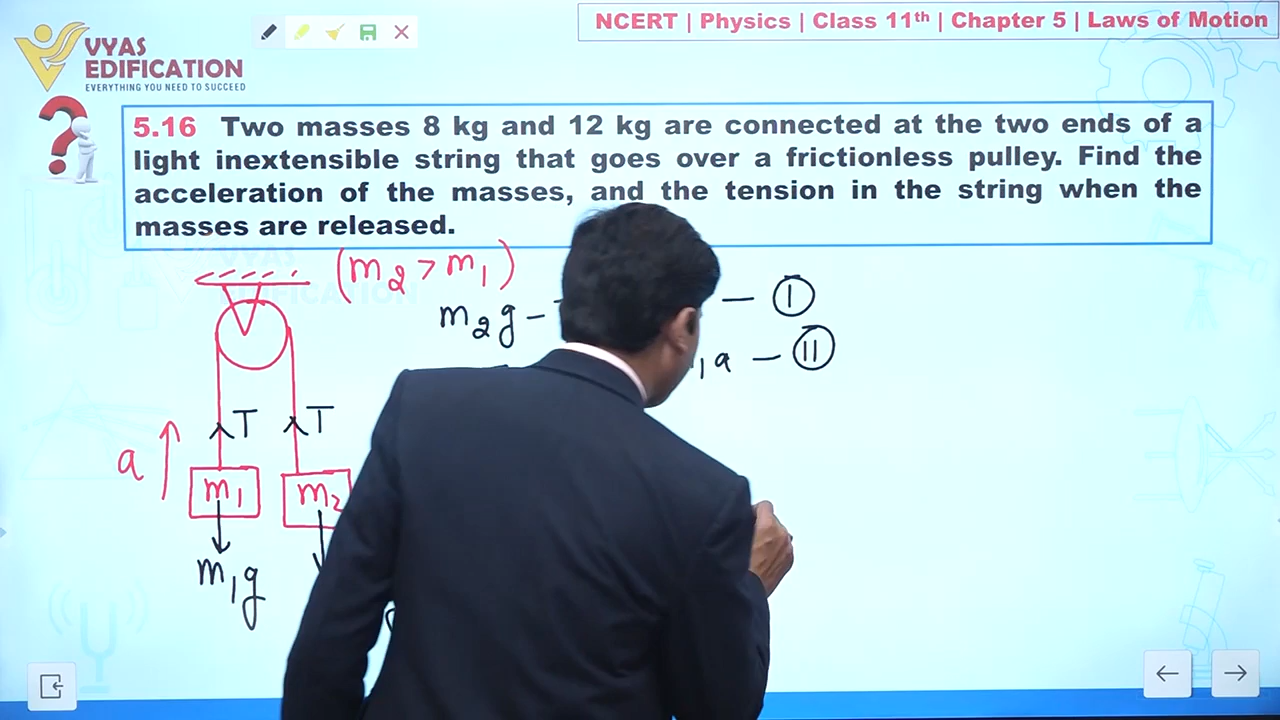 NCERT | Physics | Class 11th | Chapter 5 | Laws of Motion
VYAS
EDIFICATION
EVERYTHING YOU NEED TO SUCCEED
5.16 Two masses 8 kg and 12 kg are connected at the two ends of a
light inextensible string that goes over a frictionless pulley. Find the
acceleration of the masses, and the tension in the string when the
masses are released.
(m₂ > m₁)
m₂g - — (I)
₁a — (II)
T T
a
m₁ m₂
m₁g